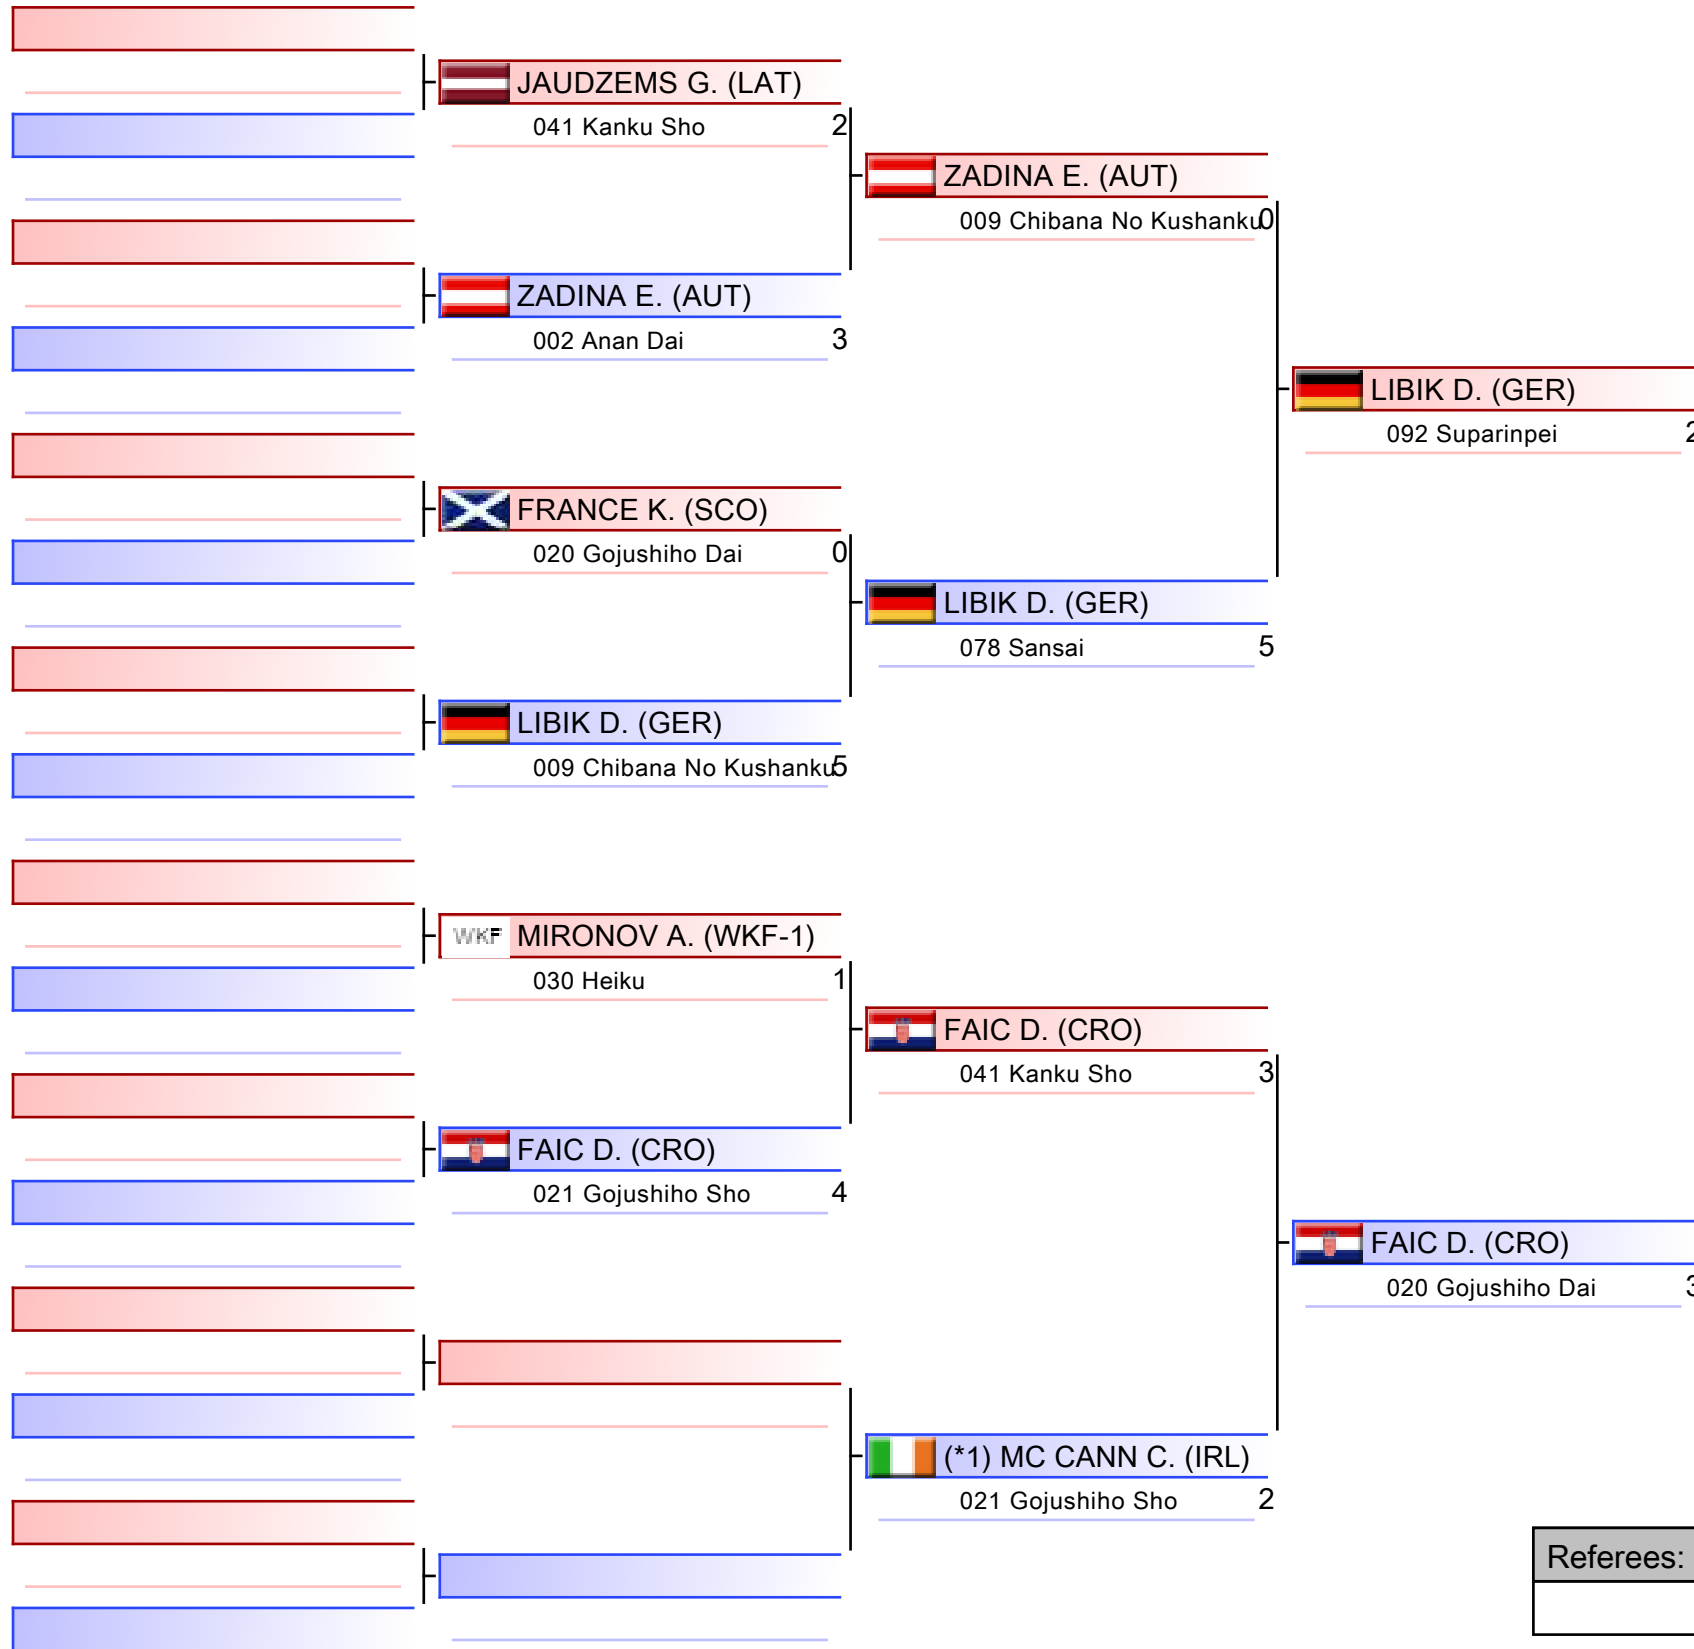 JAUDZEMS G. (LAT)
041 Kanku Sho 2
ZADINA E. (AUT)
009 Chibana No Kushanku 0
ZADINA E. (AUT)
002 Anan Dai 3
LIBIK D. (GER)
092 Suparinpei 2
FRANCE K. (SCO)
020 Gojushiho Dai 0
LIBIK D. (GER)
078 Sansai 5
LIBIK D. (GER)
009 Chibana No Kushanku 5
WKF MIRONOV A. (WKF-1)
030 Heiku 1
FAIC D. (CRO)
041 Kanku Sho 3
FAIC D. (CRO)
021 Gojushiho Sho 4
FAIC D. (CRO)
020 Gojushiho Dai 3
(*1) MC CANN C. (IRL)
021 Gojushiho Sho 2
Referees: